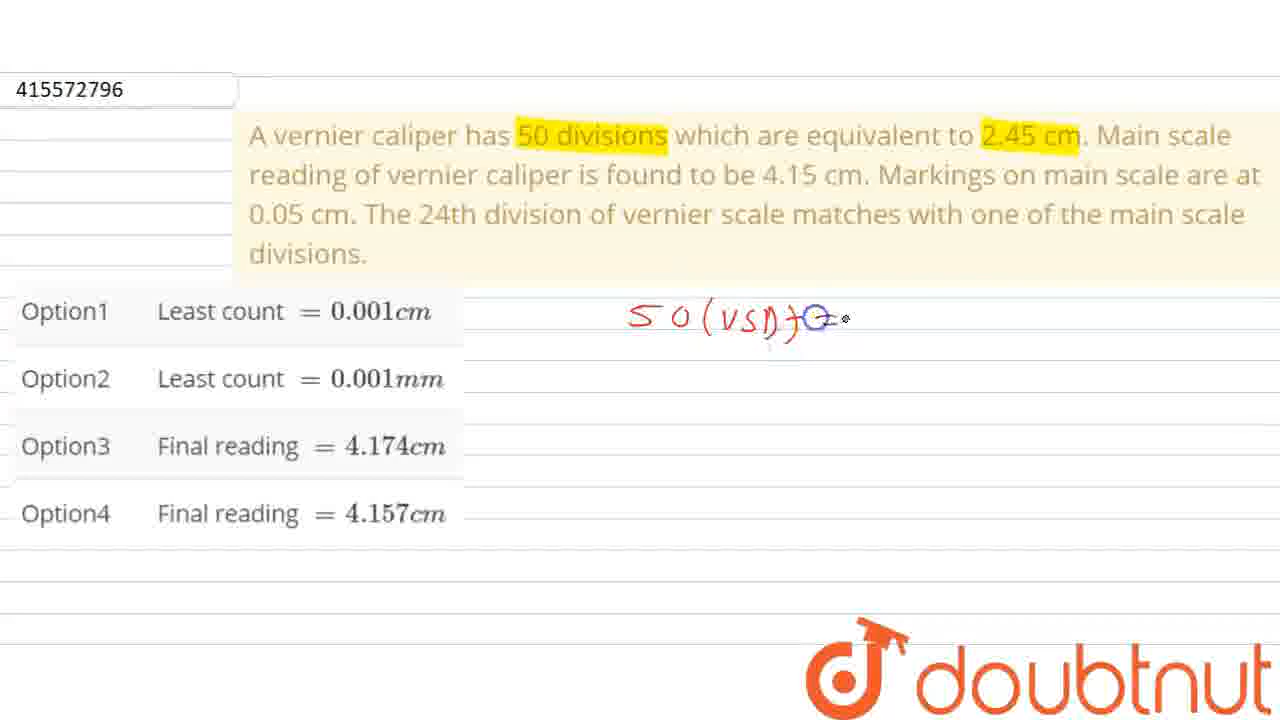 415572796
A vernier caliper has 50 divisions which are equivalent to 2.45 cm. Main scale
reading of vernier caliper is found to be 4.15 cm. Markings on main scale are at
0.05 cm. The 24th division of vernier scale matches with one of the main scale
divisions.
Option1 Least count = 0.001cm
50(VSD) =
Option2 Least count = 0.001mm
Option3 Final reading = 4.174cm
Option4 Final reading = 4.157cm
doubtnut